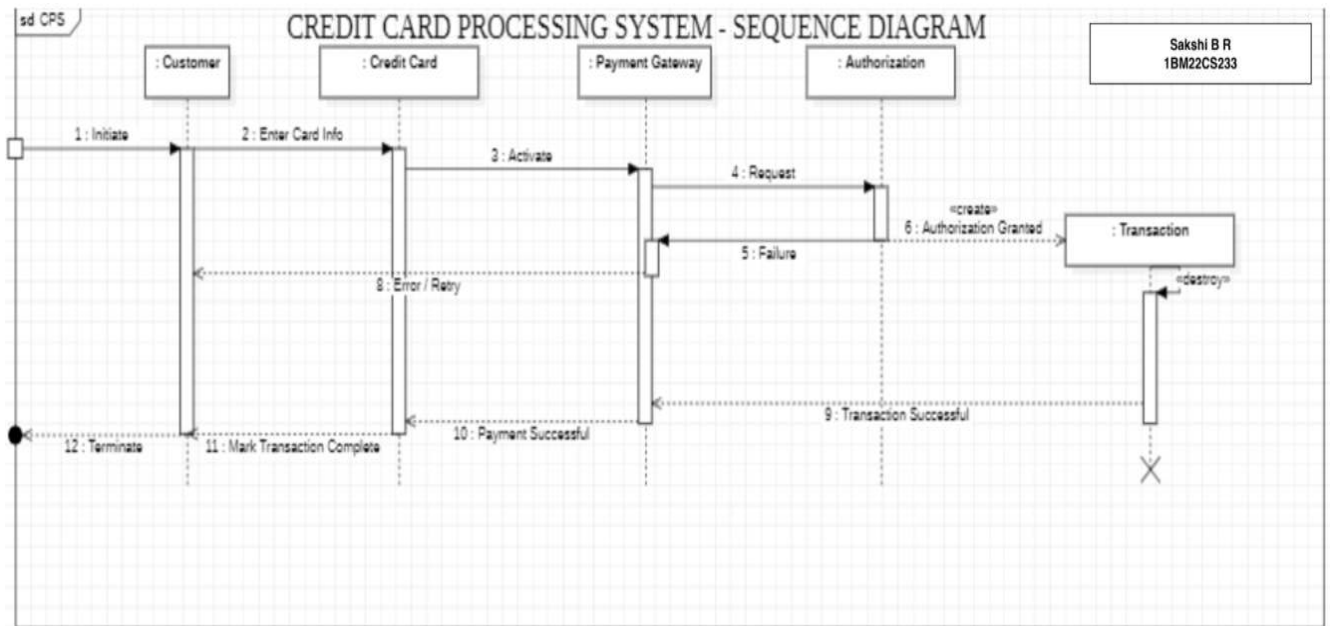 sd CPS
CREDIT CARD PROCESSING SYSTEM - SEQUENCE DIAGRAM
Sakshi B R
1BM22CS233
: Customer
: Credit Card
: Payment Gateway
: Authorization
1 : Initiate
2 : Enter Card Info
3 : Activate
4 : Request
«create»
6 : Authorization Granted
: Transaction
5 : Failure
«destroy»
8 : Error / Retry
9 : Transaction Successful
10 : Payment Successful
11 : Mark Transaction Complete
12 : Terminate